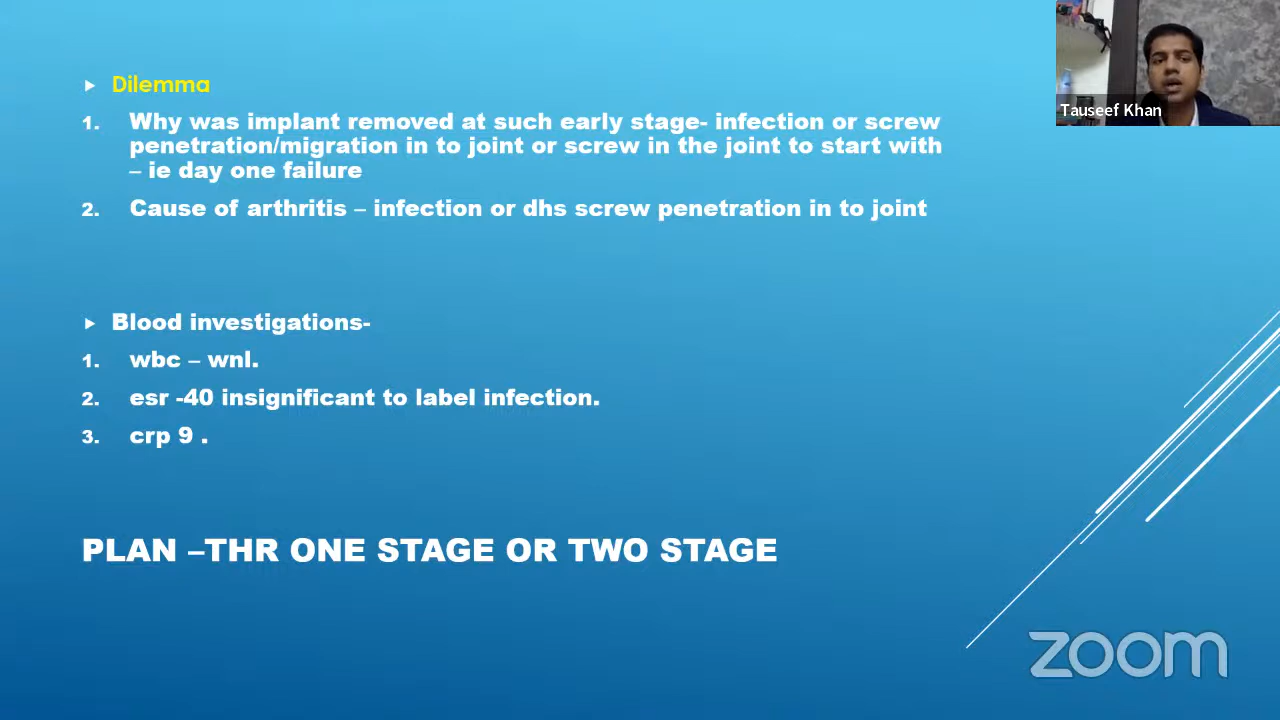 Dilemma
1. Why was implant removed at such early stage- infection or screw
penetration/migration in to joint or screw in the joint to start with
– ie day one failure
2. Cause of arthritis – infection or dhs screw penetration in to joint
Blood investigations-
1. wbc – wnl.
2. esr -40 insignificant to label infection.
3. crp 9 .
PLAN –THR ONE STAGE OR TWO STAGE
Tauseef Khan
zoom